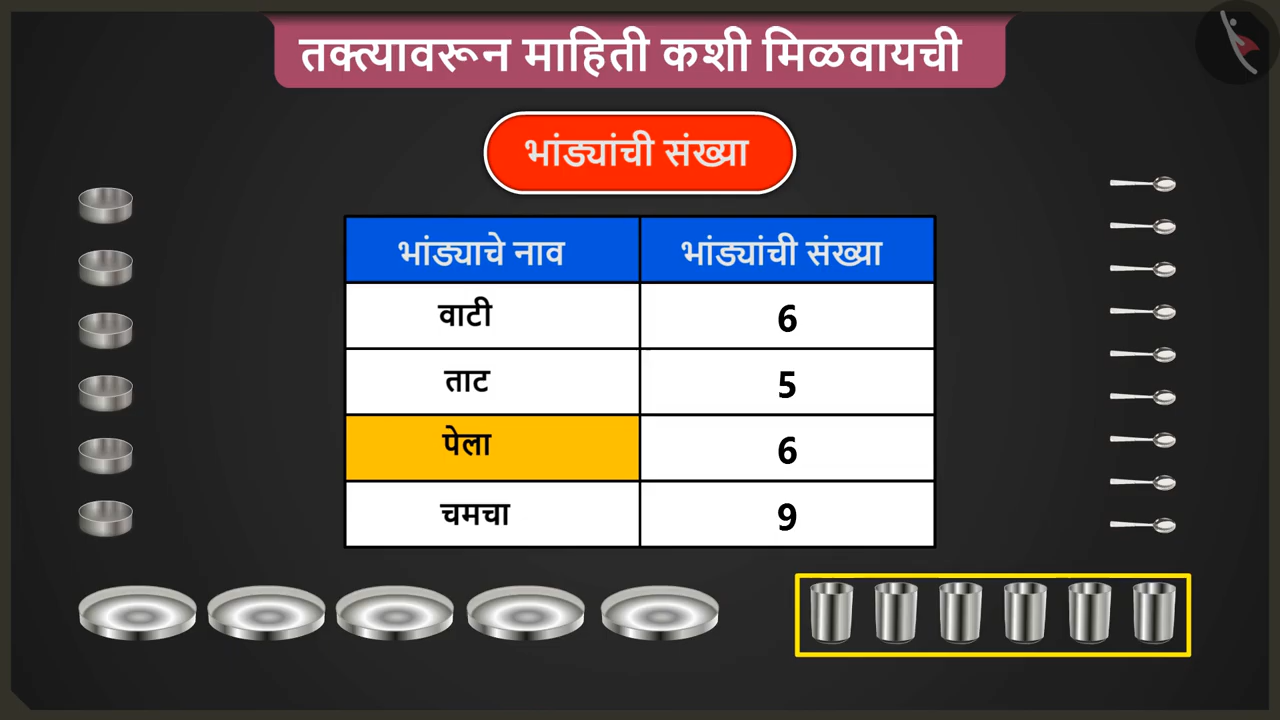 तक्त्यावरून माहिती कशी मिळवायची
भांड्यांची संख्या
भांड्याचे नाव भांड्यांची संख्या
वाटी 6
ताट 5
पेला 6
चमचा 9